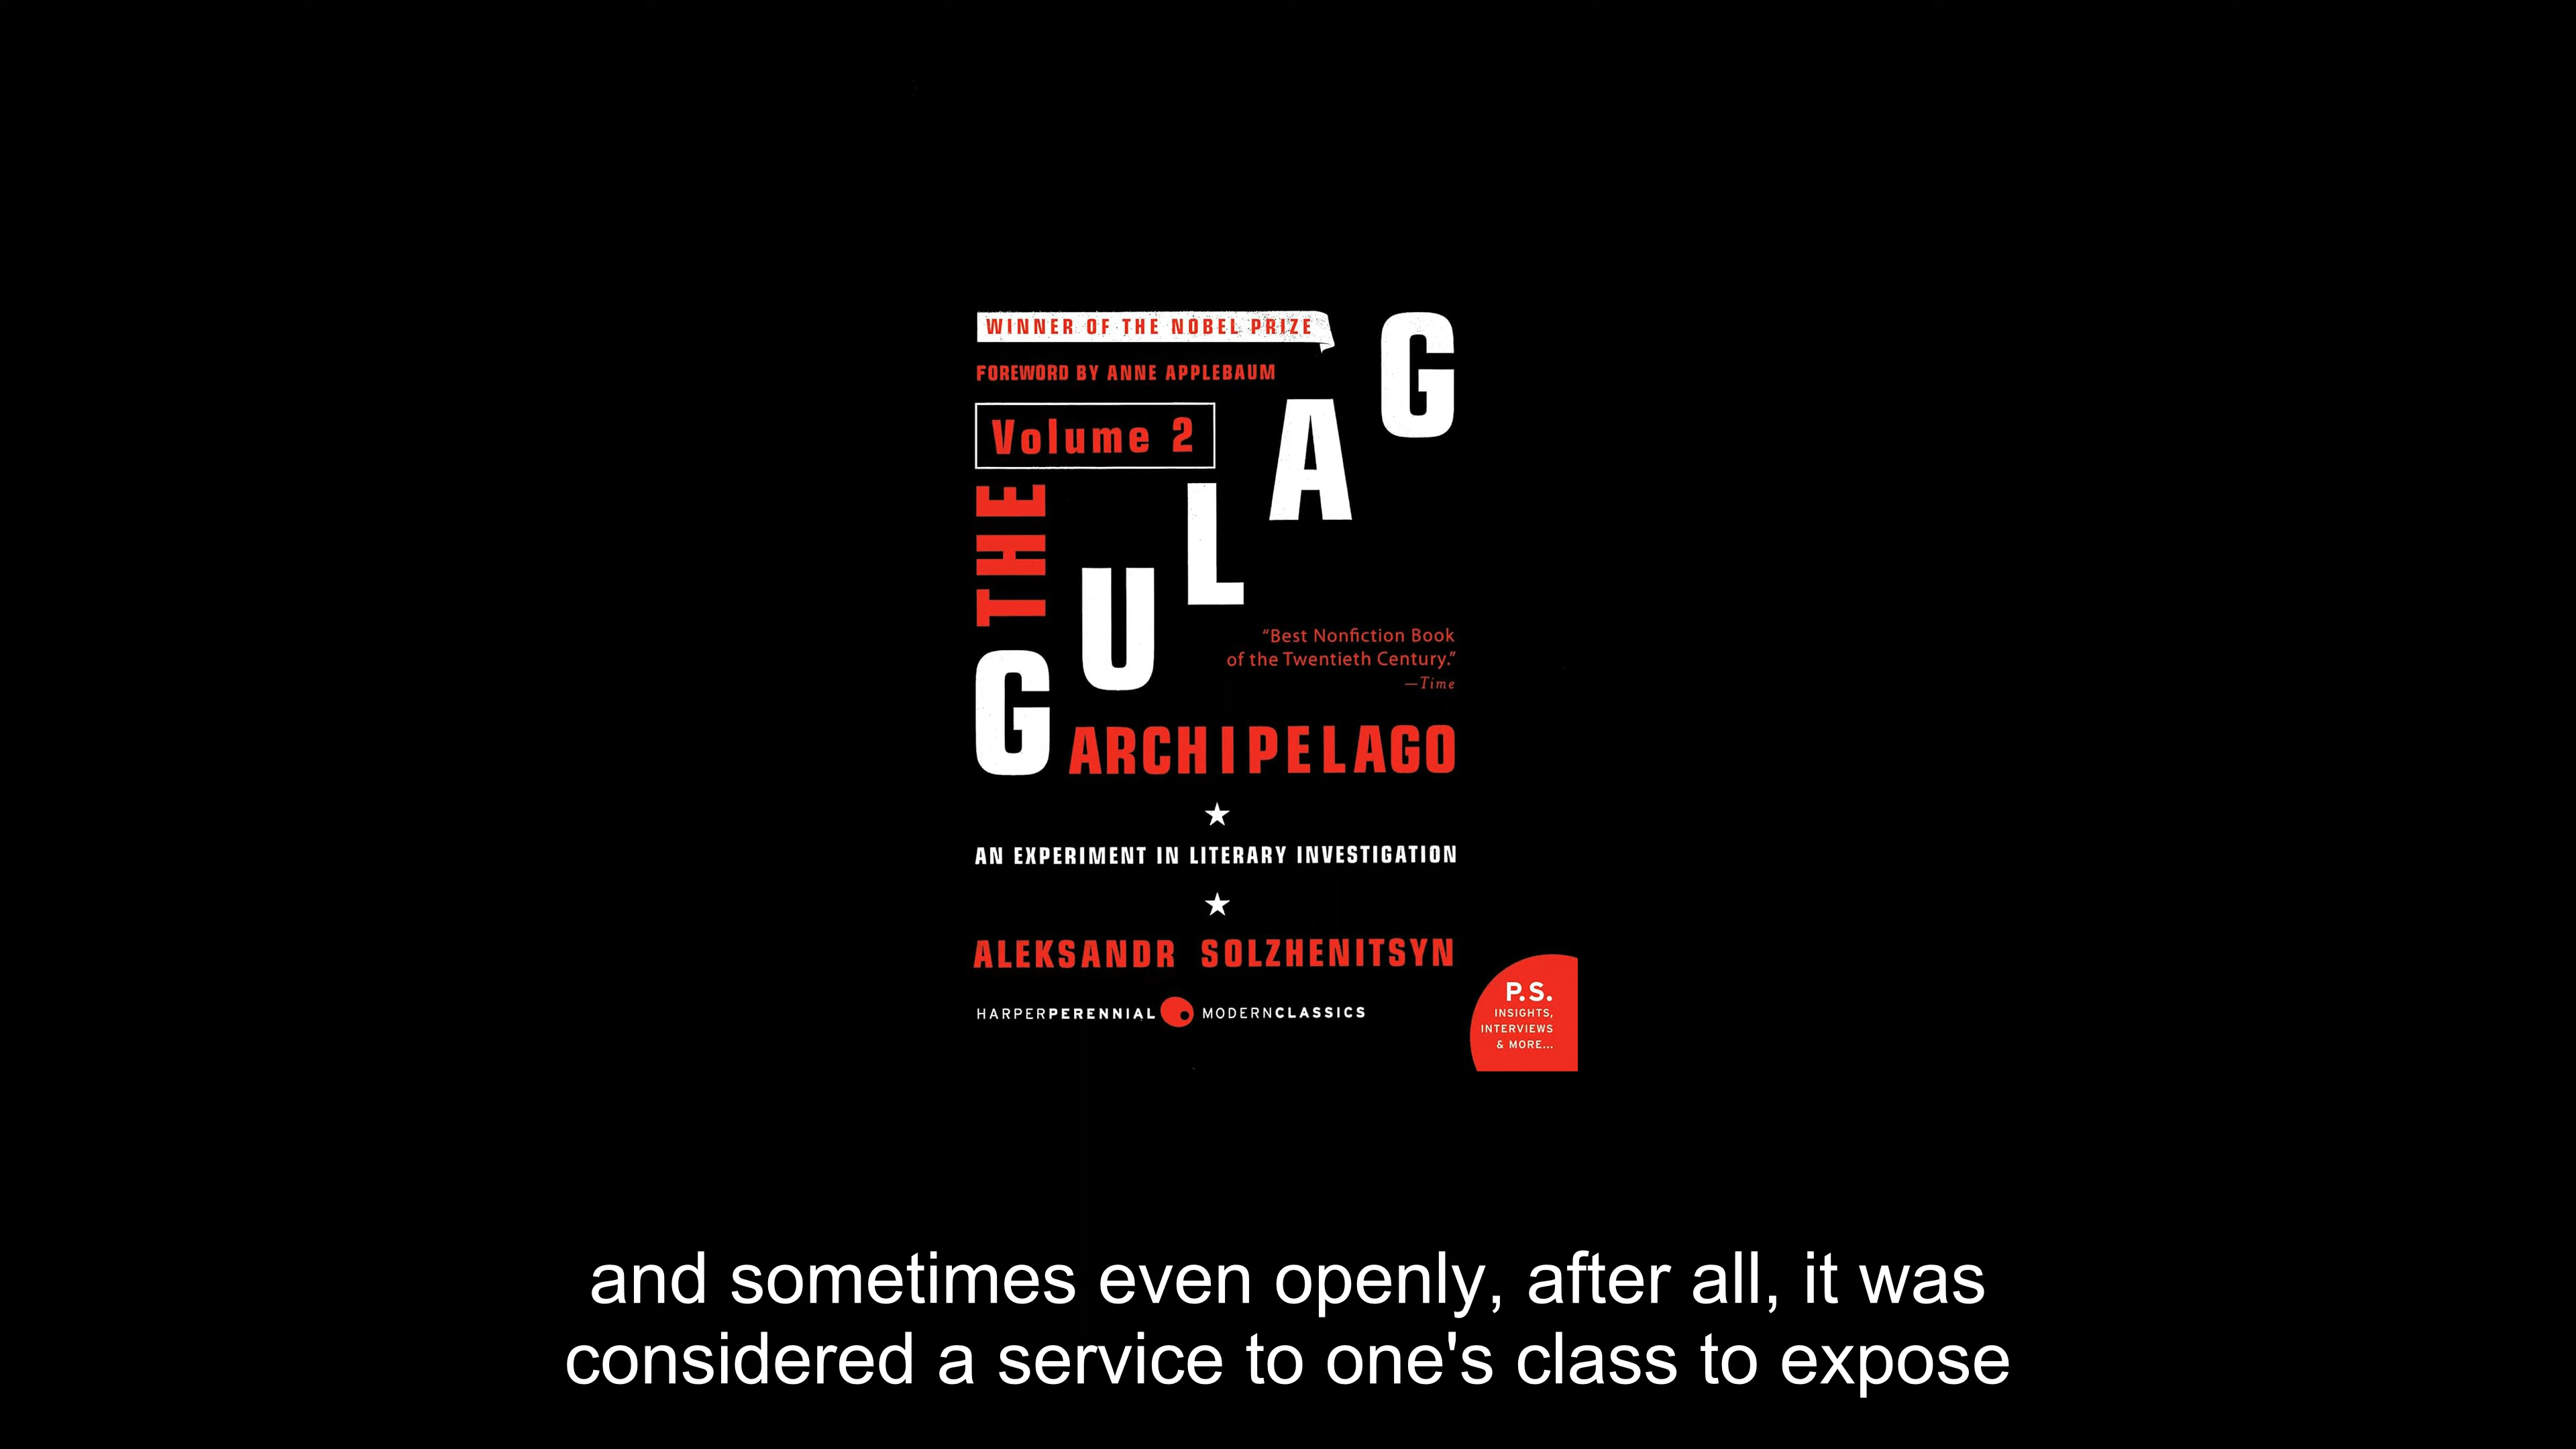 WINNER OF THE NOBEL PRIZE
FOREWORD BY ANNE APPLEBAUM
Volume 2
THE
GULAG
"Best Nonfiction Book
of the Twentieth Century."
—Time
ARCHIPELAGO
AN EXPERIMENT IN LITERARY INVESTIGATION
ALEKSANDR SOLZHENITSYN
HARPERPERENNIAL MODERNCLASSICS
P.S.
INSIGHTS,
INTERVIEWS
& MORE...
and sometimes even openly, after all, it was
considered a service to one's class to expose